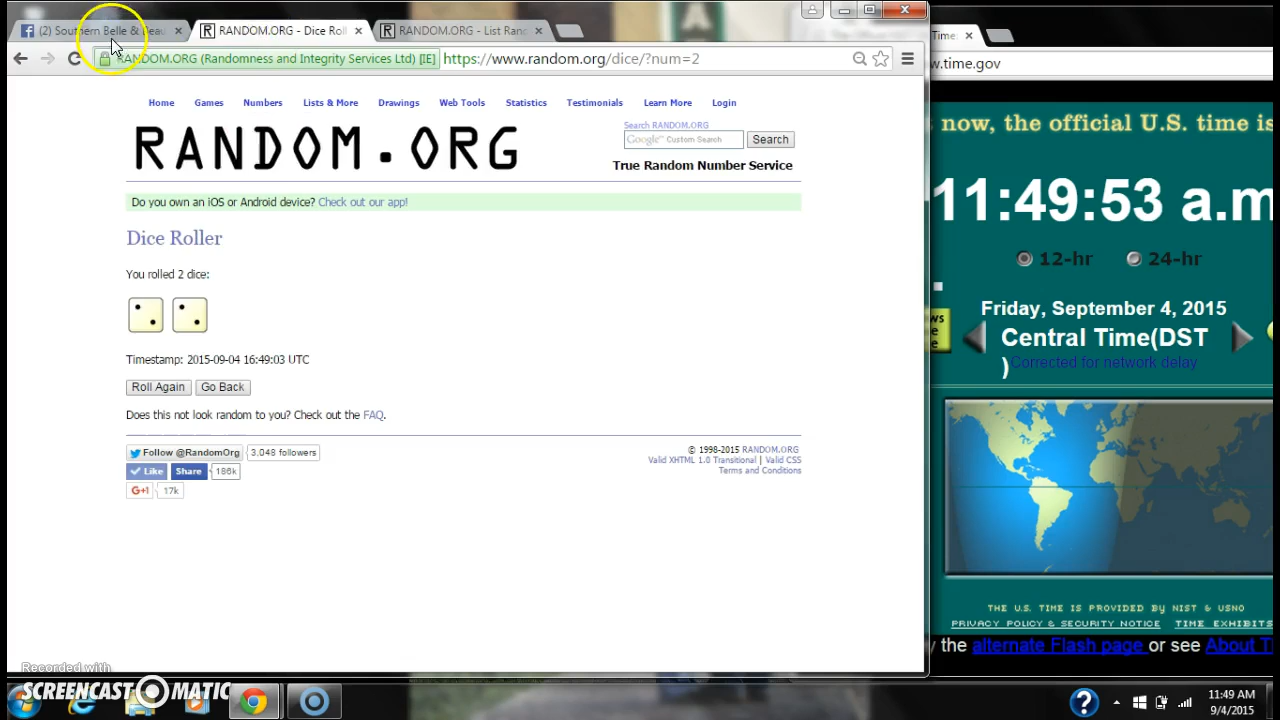 (2) Southern Belle & Beau
RANDOM.ORG - Dice Roll
RANDOM.ORG - List Ran
Time:
RANDOM.ORG (Randomness and Integrity Services Ltd) [IE]
https://www.random.org/dice/?num=2
www.time.gov
Home Games Numbers Lists & More Drawings Web Tools Statistics Testimonials Learn More Login
RANDOM.ORG
Search RANDOM.ORG
Google Custom Search
Search
True Random Number Service
Do you own an iOS or Android device? Check out our app!
Dice Roller
You rolled 2 dice:
Timestamp: 2015-09-04 16:49:03 UTC
Roll Again Go Back
Does this not look random to you? Check out the FAQ.
Follow @RandomOrg 3,048 followers
Like Share 186k
G+1 17k
© 1998-2015 RANDOM.ORG
Valid XHTML 1.0 Transitional | Valid CSS
Terms and Conditions
now, the official U.S. time is
11:49:53 a.m
12-hr 24-hr
Friday, September 4, 2015
Central Time(DST
)Corrected for network delay
THE U.S. TIME IS PROVIDED BY NIST & USNO
PRIVACY POLICY & SECURITY NOTICE TIME EXHIBITS
the alternate Flash page or see About T
Recorded with
SCREENCAST MATIC
11:49 AM
9/4/2015